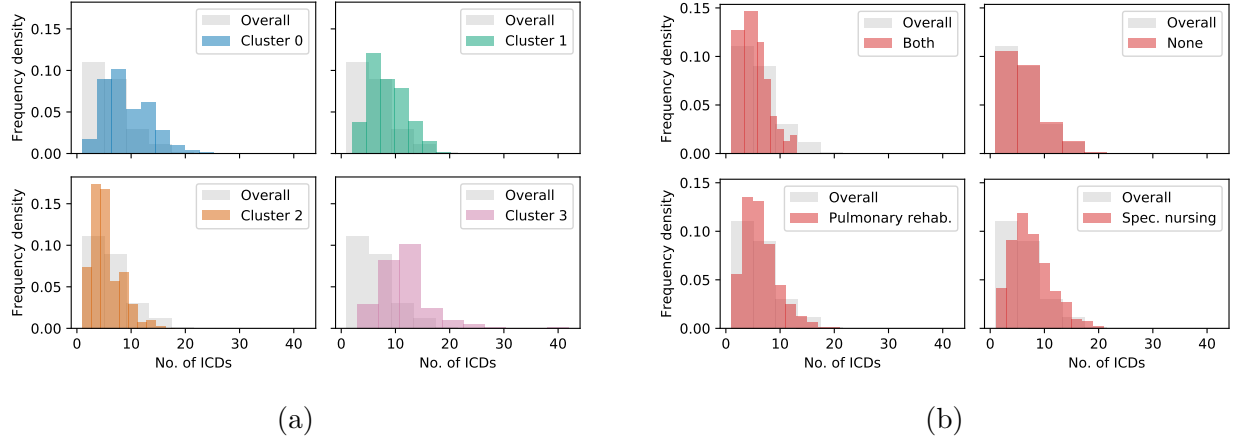 Frequency density
0.15
0.10
0.05
0.00
Overall
Cluster 0
Overall
Cluster 1
Frequency density
0.15
0.10
0.05
0.00
Overall
Cluster 2
Overall
Cluster 3
0 10 20 30 40
No. of ICDs
0 10 20 30 40
No. of ICDs
(a)
Frequency density
0.15
0.10
0.05
0.00
Overall
Both
Overall
None
Frequency density
0.15
0.10
0.05
0.00
Overall
Pulmonary rehab.
Overall
Spec. nursing
0 10 20 30 40
No. of ICDs
0 10 20 30 40
No. of ICDs
(b)